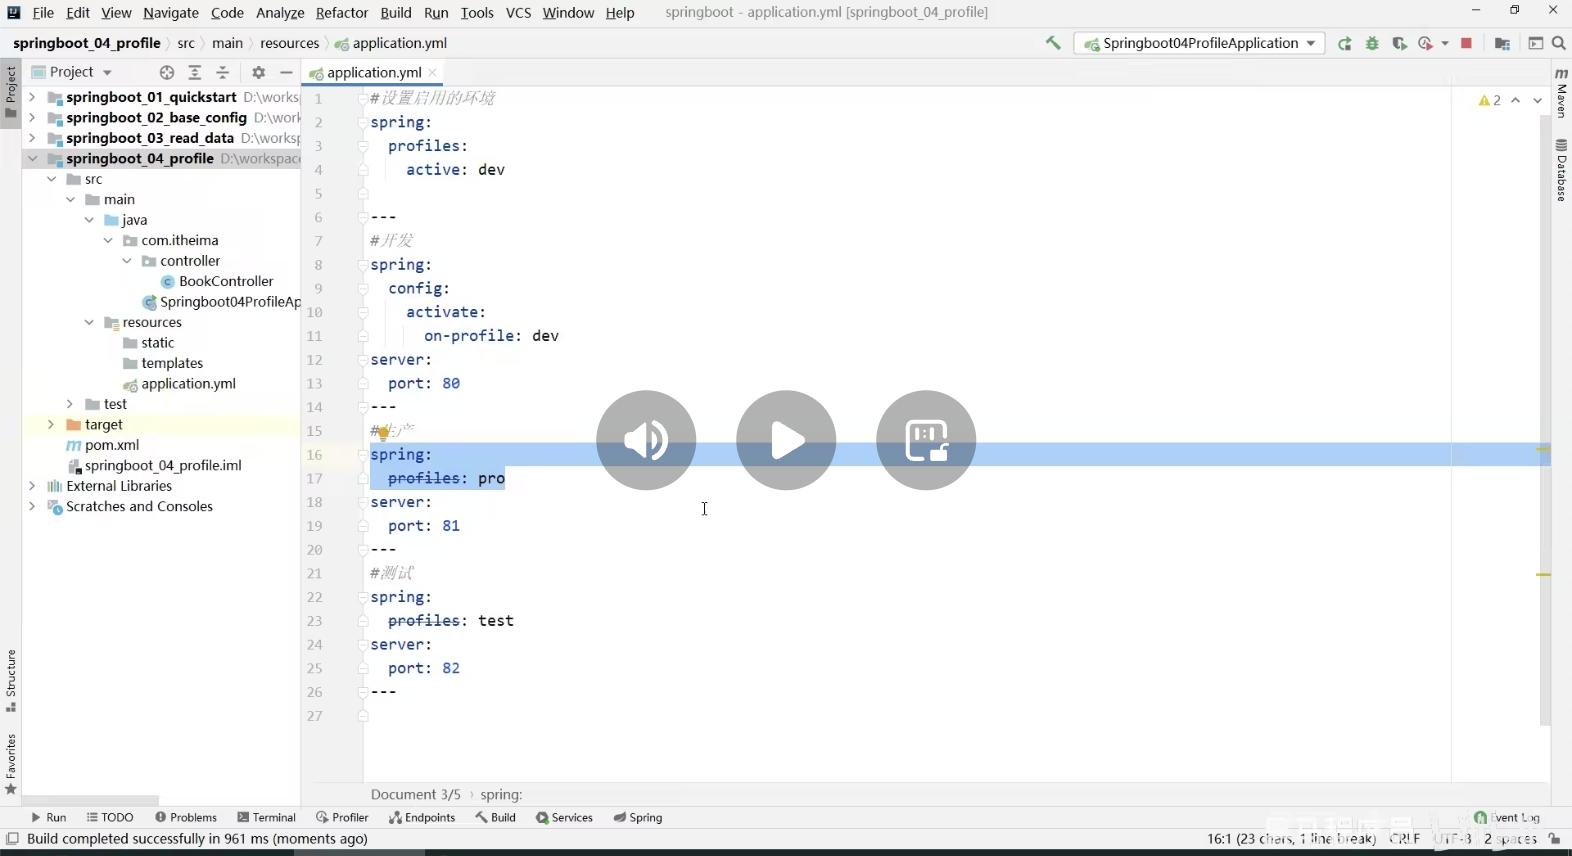 File Edit View Navigate Code Analyze Refactor Build Run Tools VCS Window Help springboot - application.yml [springboot_04_profile]
springboot_04_profile src main resources application.yml Springboot04ProfileApplication
Project application.yml
Project
springboot_01_quickstart D:\works
springboot_02_base_config D:\work
springboot_03_read_data D:\worksp
springboot_04_profile D:\workspace
src
main
java
com.itheima
controller
BookController
Springboot04ProfileAp
resources
static
templates
application.yml
test
target
pom.xml
springboot_04_profile.iml
External Libraries
Scratches and Consoles
Structure
Favorites
1 #设置启用的环境
2 spring:
3 profiles:
4 active: dev
5
6 ---
7 #开发
8 spring:
9 config:
10 activate:
11 on-profile: dev
12 server:
13 port: 80
14 ---
15 #生产
16 spring:
17 profiles: pro
18 server:
19 port: 81
20 ---
21 #测试
22 spring:
23 profiles: test
24 server:
25 port: 82
26 ---
27
2
Maven
Database
Document 3/5 spring:
Run TODO Problems Terminal Profiler Endpoints Build Services Spring Event Log
Build completed successfully in 961 ms (moments ago) 16:1 (23 chars, 1 line break) CRLF UTF-8 2 spaces